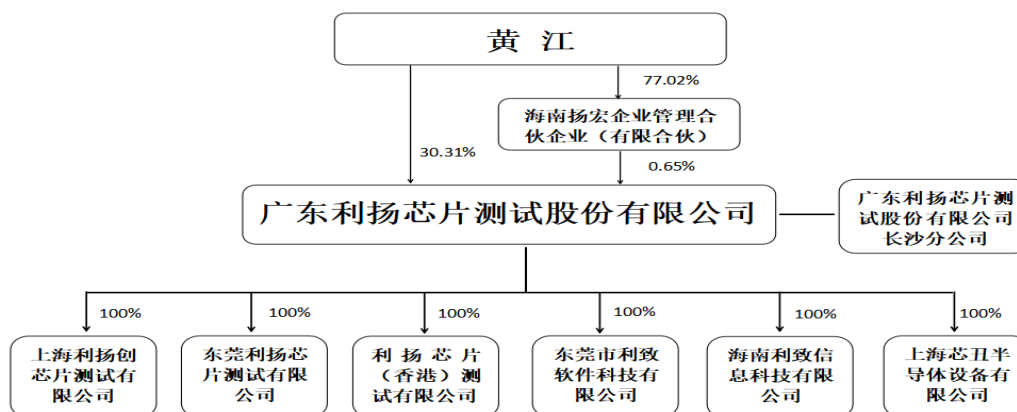 黄 江
77.02%
海南扬宏企业管理合
伙企业（有限合伙）
30.31%
0.65%
广东利扬芯片测试股份有限公司
广东利扬芯片测
试股份有限公司
长沙分公司
100%
100%
100%
100%
100%
100%
上海利扬创
芯片测试有
限公司
东莞利扬芯
片测试有限
公司
利扬芯片
（香港）测
试有限公司
东莞市利致
软件科技有
限公司
海南利致信
息科技有限
公司
上海芯丑半
导体设备有
限公司